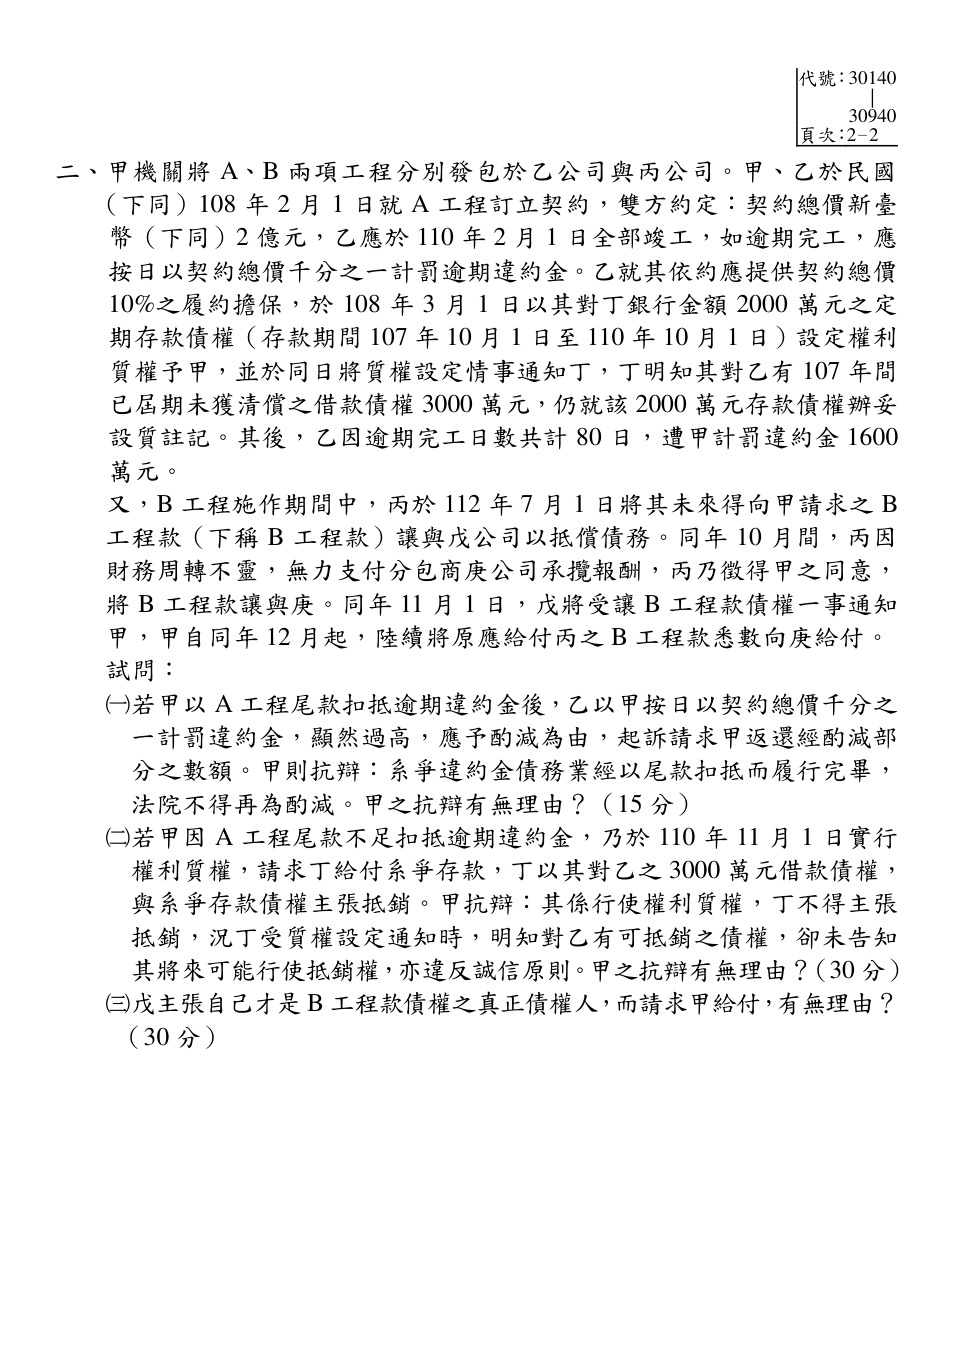 代號：30140
｜
30940
頁次：2－2
二、甲機關將 A、B 兩項工程分別發包於乙公司與丙公司。甲、乙於民國
（下同）108 年 2 月 1 日就 A 工程訂立契約，雙方約定：契約總價新臺
幣（下同）2 億元，乙應於 110 年 2 月 1 日全部竣工，如逾期完工，應
按日以契約總價千分之一計罰逾期違約金。乙就其依約應提供契約總價
10%之履約擔保，於 108 年 3 月 1 日以其對丁銀行金額 2000 萬元之定
期存款債權（存款期間 107 年 10 月 1 日至 110 年 10 月 1 日）設定權利
質權予甲，並於同日將質權設定情事通知丁，丁明知其對乙有 107 年間
已屆期未獲清償之借款債權 3000 萬元，仍就該 2000 萬元存款債權辦妥
設質註記。其後，乙因逾期完工日數共計 80 日，遭甲計罰違約金 1600
萬元。
又，B 工程施作期間中，丙於 112 年 7 月 1 日將其未來得向甲請求之 B
工程款（下稱 B 工程款）讓與戊公司以抵償債務。同年 10 月間，丙因
財務周轉不靈，無力支付分包商庚公司承攬報酬，丙乃徵得甲之同意，
將 B 工程款讓與庚。同年 11 月 1 日，戊將受讓 B 工程款債權一事通知
甲，甲自同年 12 月起，陸續將原應給付丙之 B 工程款悉數向庚給付。
試問：
㈠若甲以 A 工程尾款扣抵逾期違約金後，乙以甲按日以契約總價千分之
一計罰違約金，顯然過高，應予酌減為由，起訴請求甲返還經酌減部
分之數額。甲則抗辯：系爭違約金債務業經以尾款扣抵而履行完畢，
法院不得再為酌減。甲之抗辯有無理由？（15 分）
㈡若甲因 A 工程尾款不足扣抵逾期違約金，乃於 110 年 11 月 1 日實行
權利質權，請求丁給付系爭存款，丁以其對乙之 3000 萬元借款債權，
與系爭存款債權主張抵銷。甲抗辯：其係行使權利質權，丁不得主張
抵銷，況丁受質權設定通知時，明知對乙有可抵銷之債權，卻未告知
其將來可能行使抵銷權，亦違反誠信原則。甲之抗辯有無理由？（30 分）
㈢戊主張自己才是 B 工程款債權之真正債權人，而請求甲給付，有無理由？
（30 分）